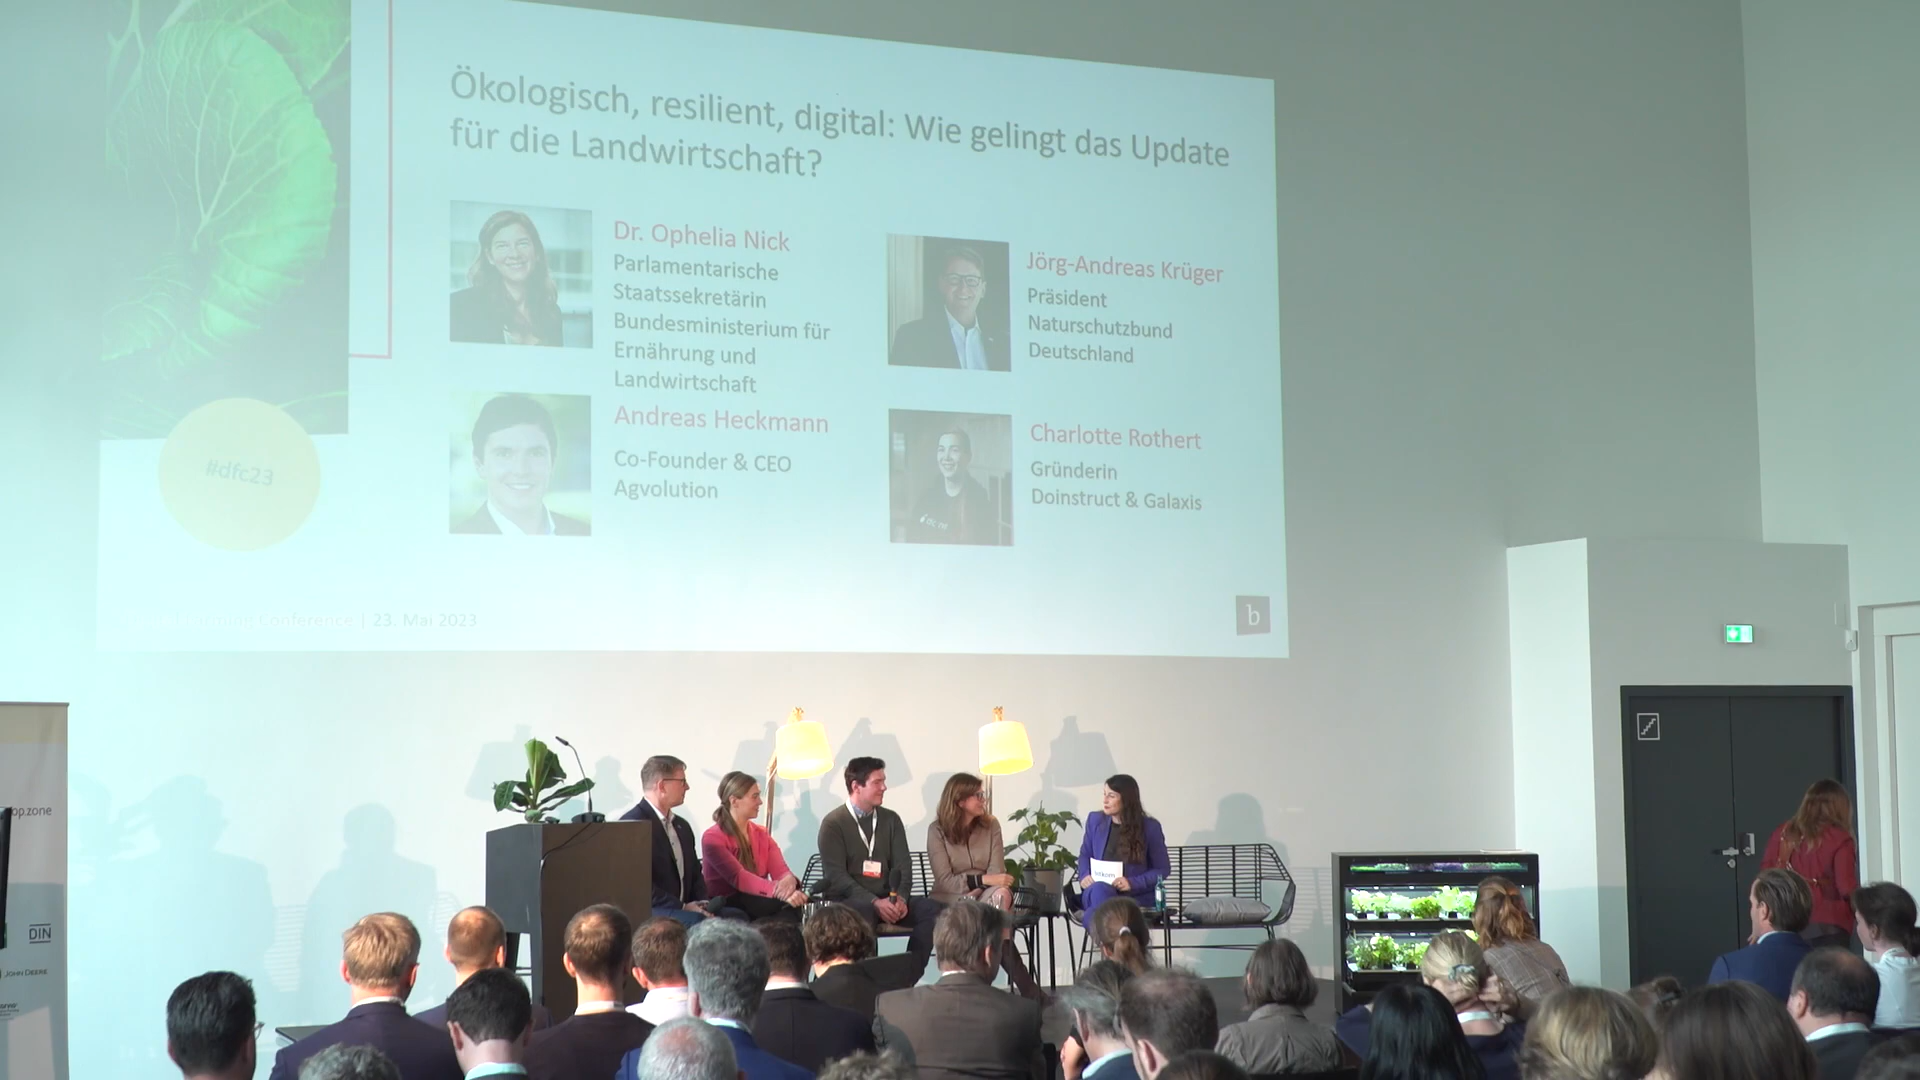 Ökologisch, resilient, digital: Wie gelingt das Update
für die Landwirtschaft?
Dr. Ophelia Nick
Parlamentarische
Staatssekretärin
Bundesministerium für
Ernährung und
Landwirtschaft
Jörg-Andreas Krüger
Präsident
Naturschutzbund
Deutschland
Andreas Heckmann
Co-Founder & CEO
Agvolution
Charlotte Rothert
Gründerin
Doinstruct & Galaxis
#dfc23
Conference | 23. Mai 2023
b
bitkom
DIN
JOHN DEERE